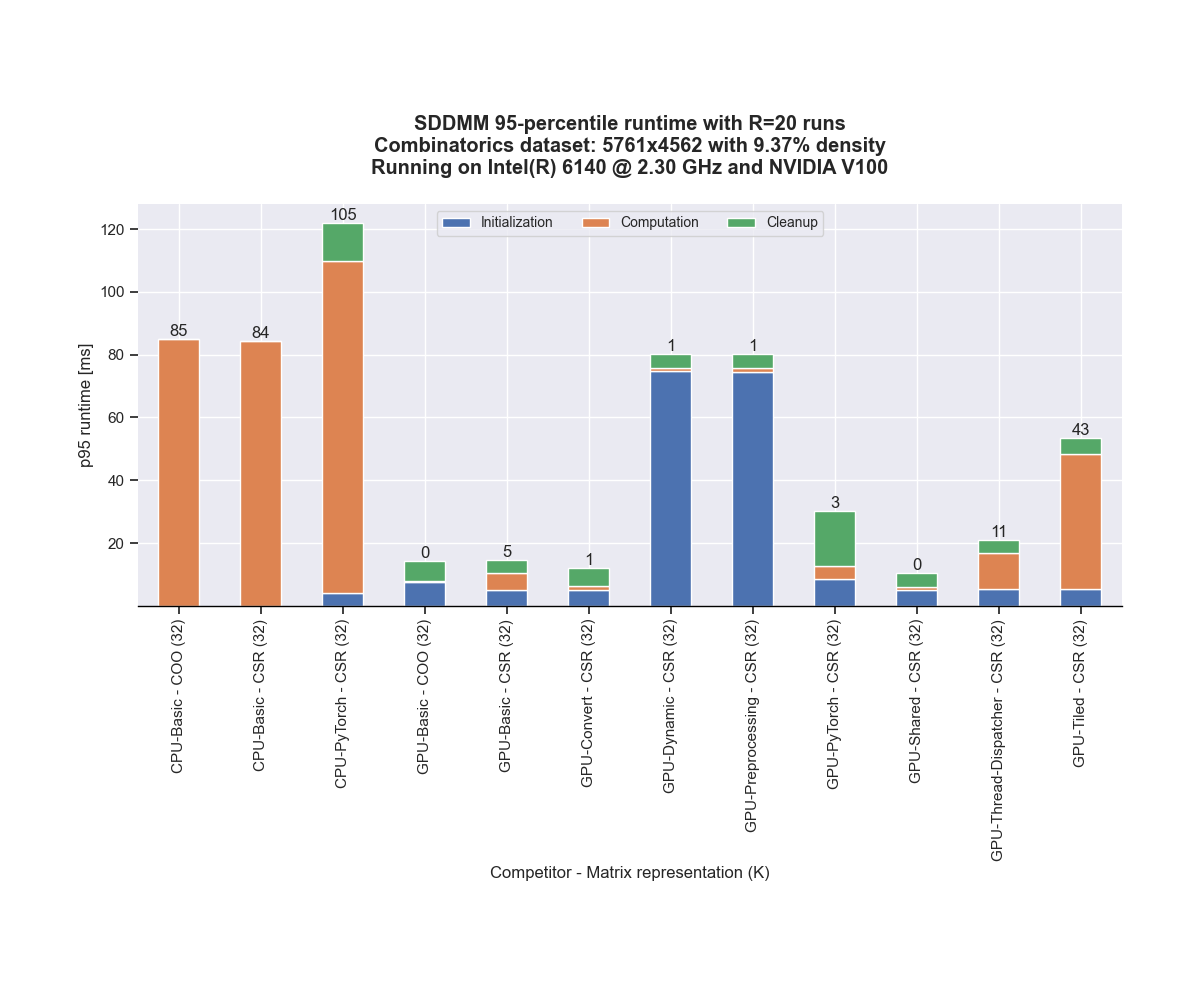 SDDMM 95-percentile runtime with R=20 runs
Combinatorics dataset: 5761x4562 with 9.37% density
Running on Intel(R) 6140 @ 2.30 GHz and NVIDIA V100
Initialization
Computation
Cleanup
p95 runtime [ms]
120
100
80
60
40
20
85
84
105
0
5
1
1
1
3
0
11
43
CPU-Basic - COO (32)
CPU-Basic - CSR (32)
CPU-PyTorch - CSR (32)
GPU-Basic - COO (32)
GPU-Basic - CSR (32)
GPU-Convert - CSR (32)
GPU-Dynamic - CSR (32)
GPU-Preprocessing - CSR (32)
GPU-PyTorch - CSR (32)
GPU-Shared - CSR (32)
GPU-Thread-Dispatcher - CSR (32)
GPU-Tiled - CSR (32)
Competitor - Matrix representation (K)